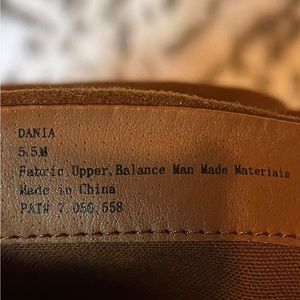 DANIA
5.5M
Fabric Upper,Balance Man Made Materials
Made in China
PAT# 7,056,558